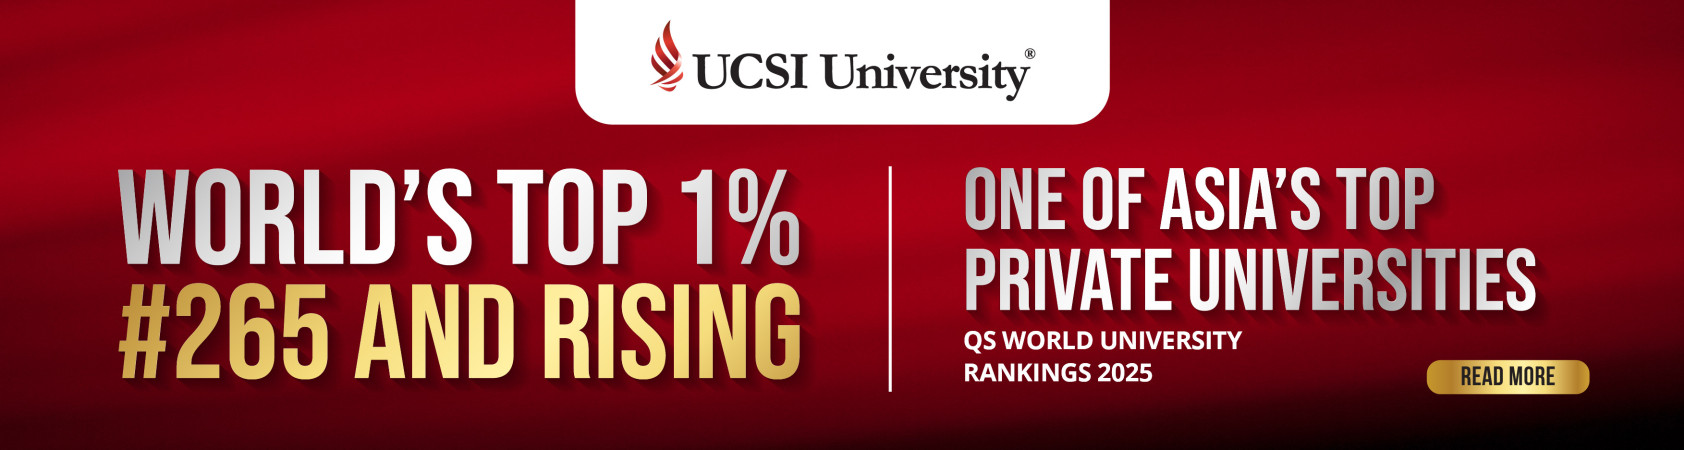 UCSI University®
WORLD'S TOP 1%
#265 AND RISING
ONE OF ASIA'S TOP
PRIVATE UNIVERSITIES
QS WORLD UNIVERSITY
RANKINGS 2025
READ MORE